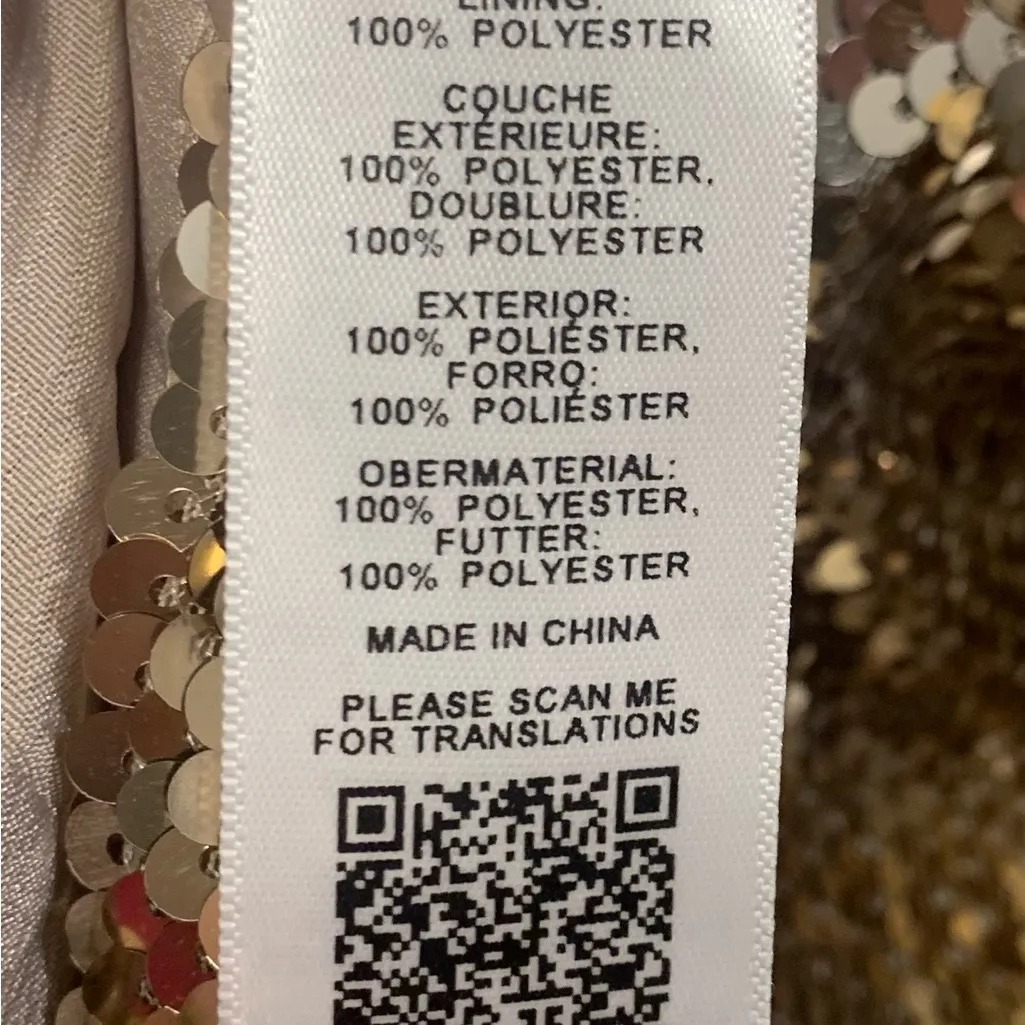 LINING:
100% POLYESTER
COUCHE
EXTÉRIEURE:
100% POLYESTER,
DOUBLURE:
100% POLYESTER
EXTERIOR:
100% POLIÉSTER,
FORRO:
100% POLIÉSTER
OBERMATERIAL:
100% POLYESTER,
FUTTER:
100% POLYESTER
MADE IN CHINA
PLEASE SCAN ME
FOR TRANSLATIONS